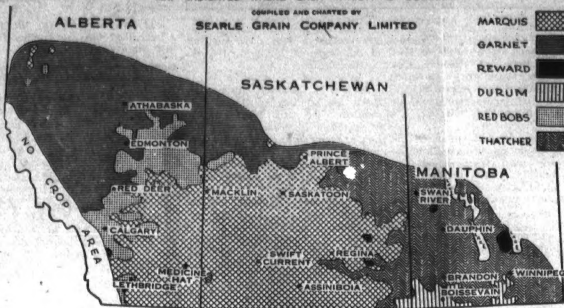 COMPILED AND CHARTED BY
SEARLE GRAIN COMPANY LIMITED
ALBERTA
SASKATCHEWAN
MANITOBA
MARQUIS
GARNET
REWARD
DURUM
RED BOBS
THATCHER
NO CROP AREA
ATHABASKA
EDMONTON
RED DEER
CALGARY
MEDICINE HAT
LETHBRIDGE
MACKLIN
PRINCE ALBERT
SASKATOON
SWIFT CURRENT
REGINA
ASSINIBOIA
SWAN RIVER
DAUPHIN
BRANDON
BOISSEVAIN
WINNIPEG